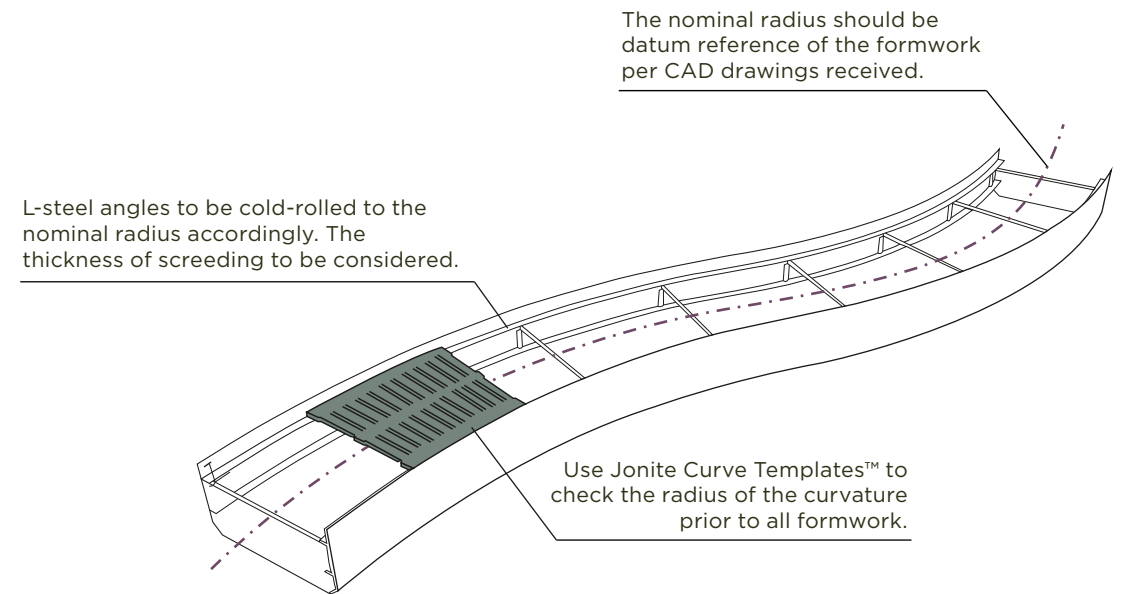 The nominal radius should be
datum reference of the formwork
per CAD drawings received.
L-steel angles to be cold-rolled to the
nominal radius accordingly. The
thickness of screeding to be considered.
Use Jonite Curve Templates™ to
check the radius of the curvature
prior to all formwork.